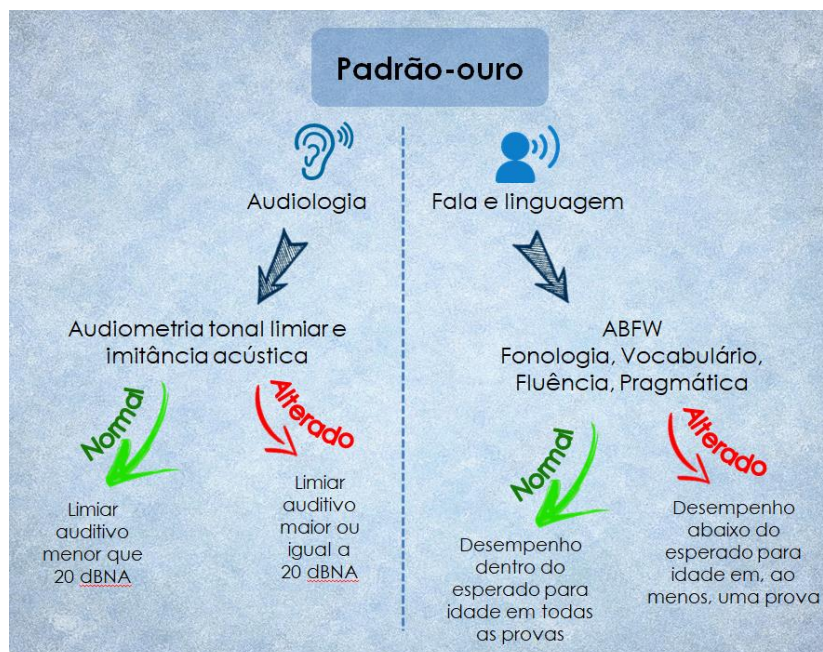 Padrão-ouro
Audiologia
Audiometria tonal limiar e
imitância acústica
Normal
Alterado
Limiar
auditivo
menor que
20 dBNA
Limiar
auditivo
maior ou
igual a
20 dBNA
Fala e linguagem
ABFW
Fonologia, Vocabulário,
Fluência, Pragmática
Normal
Alterado
Desempenho
dentro do
esperado para
idade em todas
as provas
Desempenho
abaixo do
esperado para
idade em, ao
menos, uma prova